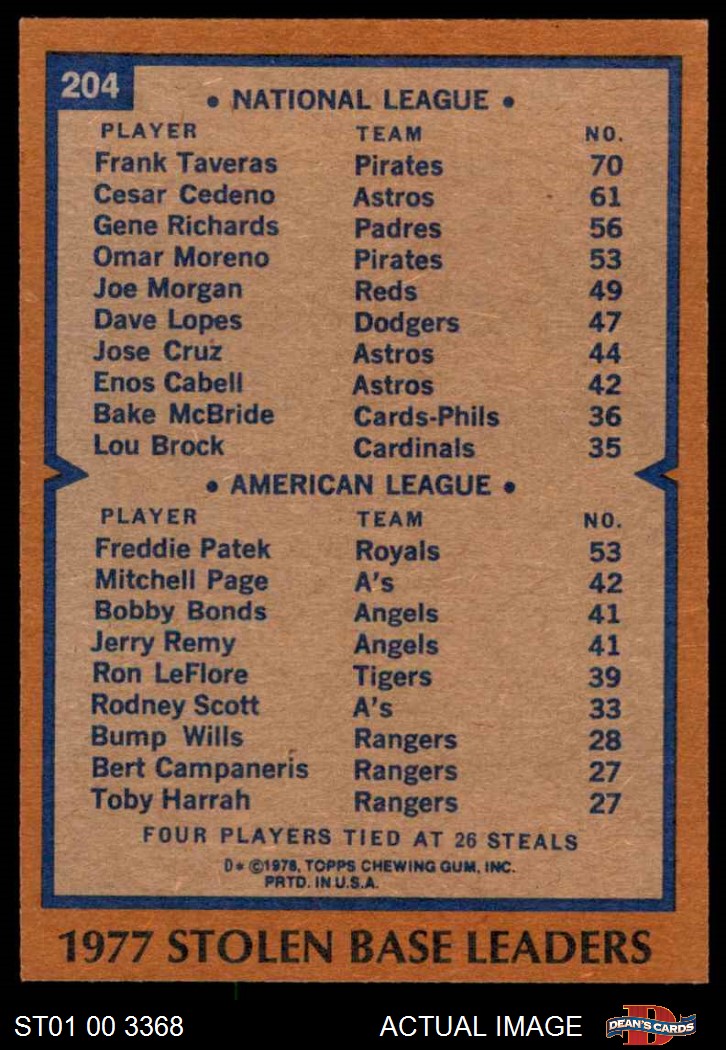 204
• NATIONAL LEAGUE •
PLAYER TEAM NO.
Frank Taveras Pirates 70
Cesar Cedeno Astros 61
Gene Richards Padres 56
Omar Moreno Pirates 53
Joe Morgan Reds 49
Dave Lopes Dodgers 47
Jose Cruz Astros 44
Enos Cabell Astros 42
Bake McBride Cards-Phils 36
Lou Brock Cardinals 35
• AMERICAN LEAGUE •
PLAYER TEAM NO.
Freddie Patek Royals 53
Mitchell Page A's 42
Bobby Bonds Angels 41
Jerry Remy Angels 41
Ron LeFlore Tigers 39
Rodney Scott A's 33
Bump Wills Rangers 28
Bert Campaneris Rangers 27
Toby Harrah Rangers 27
FOUR PLAYERS TIED AT 26 STEALS
D* ©1978, TOPPS CHEWING GUM, INC.
PRTD. IN U.S.A.
1977 STOLEN BASE LEADERS
ST01 00 3368 ACTUAL IMAGE D DEAN'S CARDS